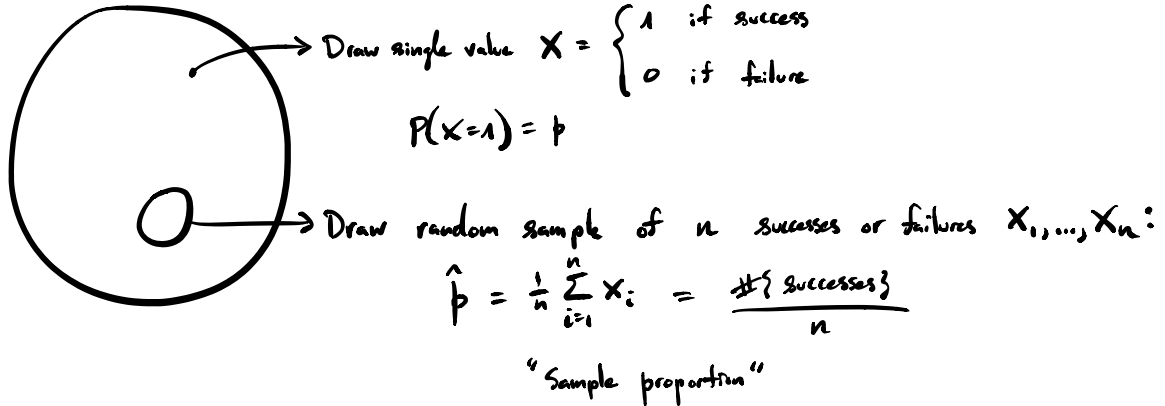 Draw single value X = { 1 if success
0 if failure
P(X=1) = p
Draw random sample of n successes or failures X₁,...,Xₙ:
p̂ = 1/n ∑ᵢ₌₁ⁿ Xᵢ = #{successes}/n
"Sample proportion"